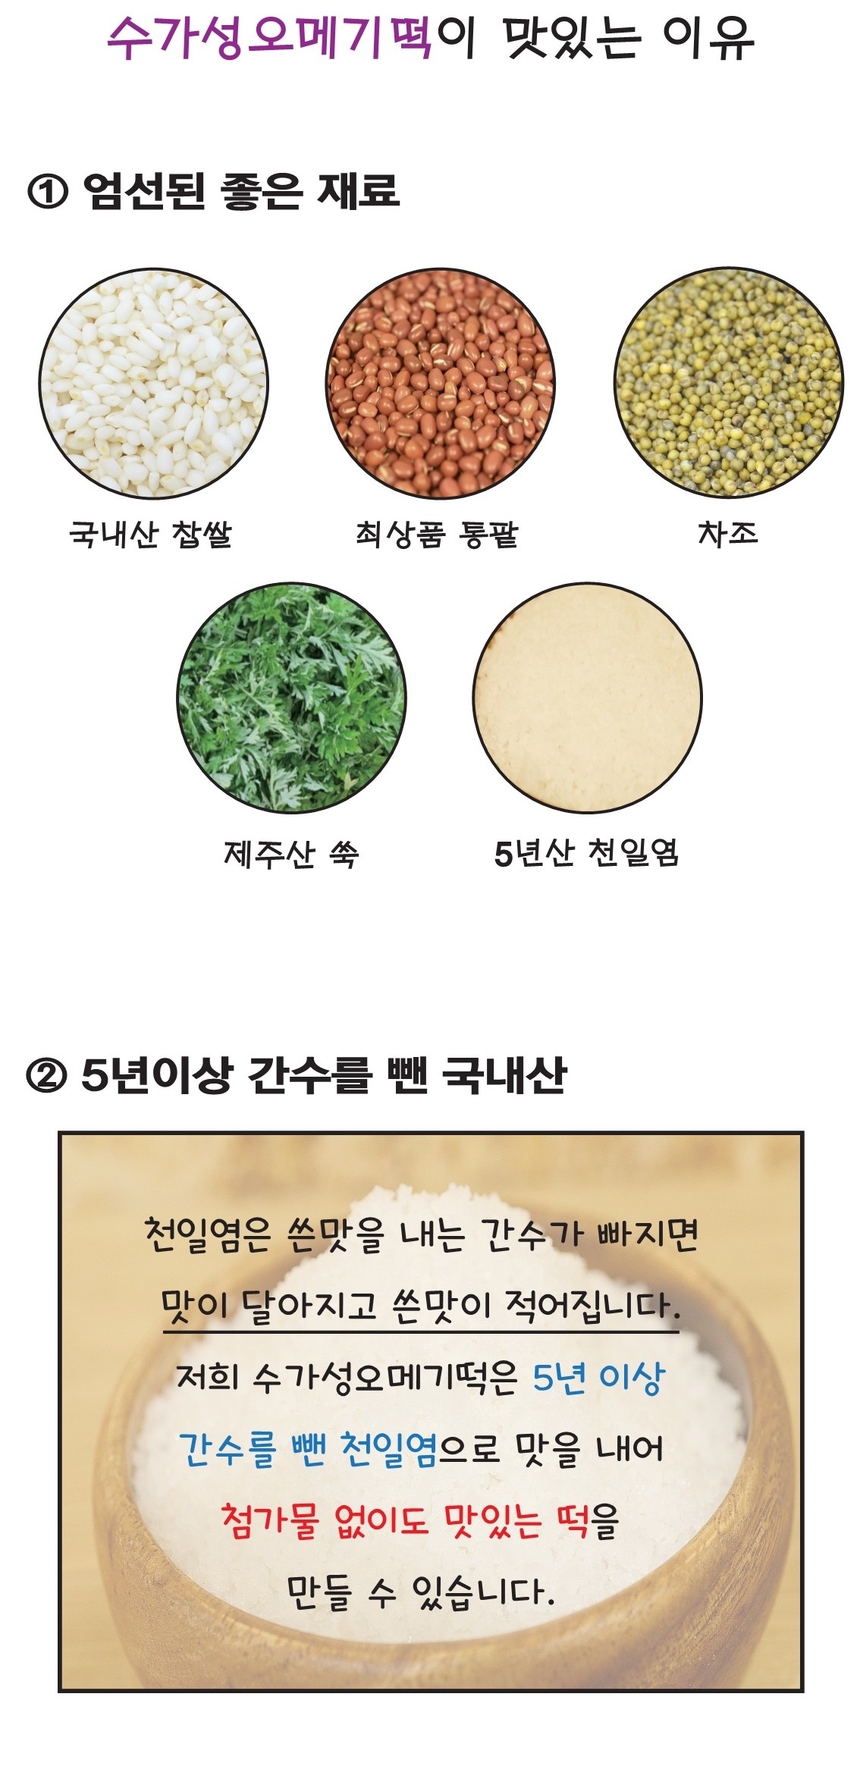 수가성오메기떡이 맛있는 이유
① 엄선된 좋은 재료
국내산 찹쌀
최상품 통팥
차조
제주산 쑥
5년산 천일염
② 5년이상 간수를 뺀 국내산
천일염은 쓴맛을 내는 간수가 빠지면
맛이 달아지고 쓴맛이 적어집니다.
저희 수가성오메기떡은 5년 이상
간수를 뺀 천일염으로 맛을 내어
첨가물 없이도 맛있는 떡을
만들 수 있습니다.